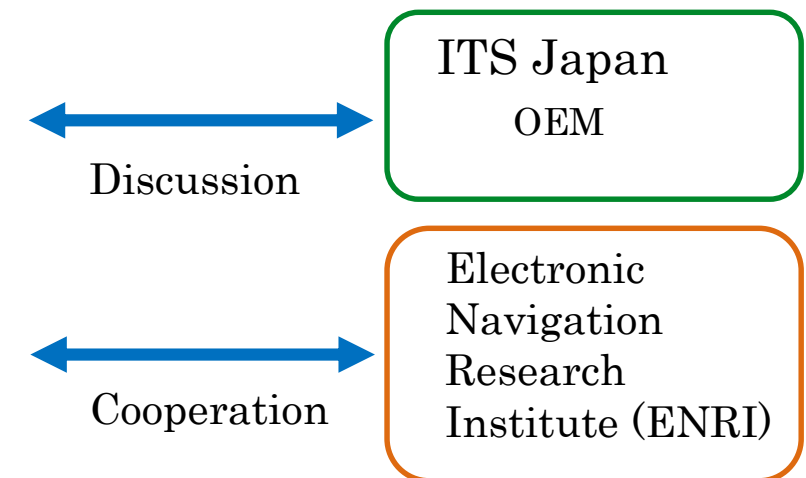 ITS Japan
OEM
Discussion
Electronic
Navigation
Research
Institute (ENRI)
Cooperation